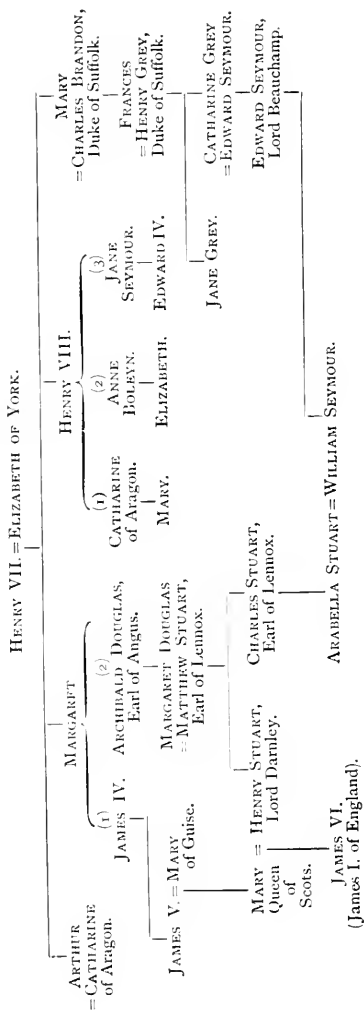 HENRY VII. = ELIZABETH OF YORK.
ARTHUR
= CATHARINE
of Aragon.
MARGARET
HENRY VIII.
MARY
= CHARLES BRANDON,
Duke of Suffolk.
(1)
JAMES IV.
(2)
ARCHIBALD DOUGLAS,
Earl of Angus.
(1)
CATHARINE
of Aragon.
MARY.
(2)
ANNE
BOLEYN.
ELIZABETH.
(3)
JANE
SEYMOUR.
EDWARD IV.
FRANCES
= HENRY GREY,
Duke of Suffolk.
JAMES V. = MARY
of Guise.
MARGARET DOUGLAS
= MATTHEW STUART,
Earl of Lennox.
JANE GREY.
CATHARINE GREY
= EDWARD SEYMOUR.
MARY = HENRY STUART,
Queen Lord Darnley.
of
Scots.
CHARLES STUART,
Earl of Lennox.
EDWARD SEYMOUR,
Lord Beauchamp.
JAMES VI.
(James I. of England).
ARABELLA STUART = WILLIAM SEYMOUR.